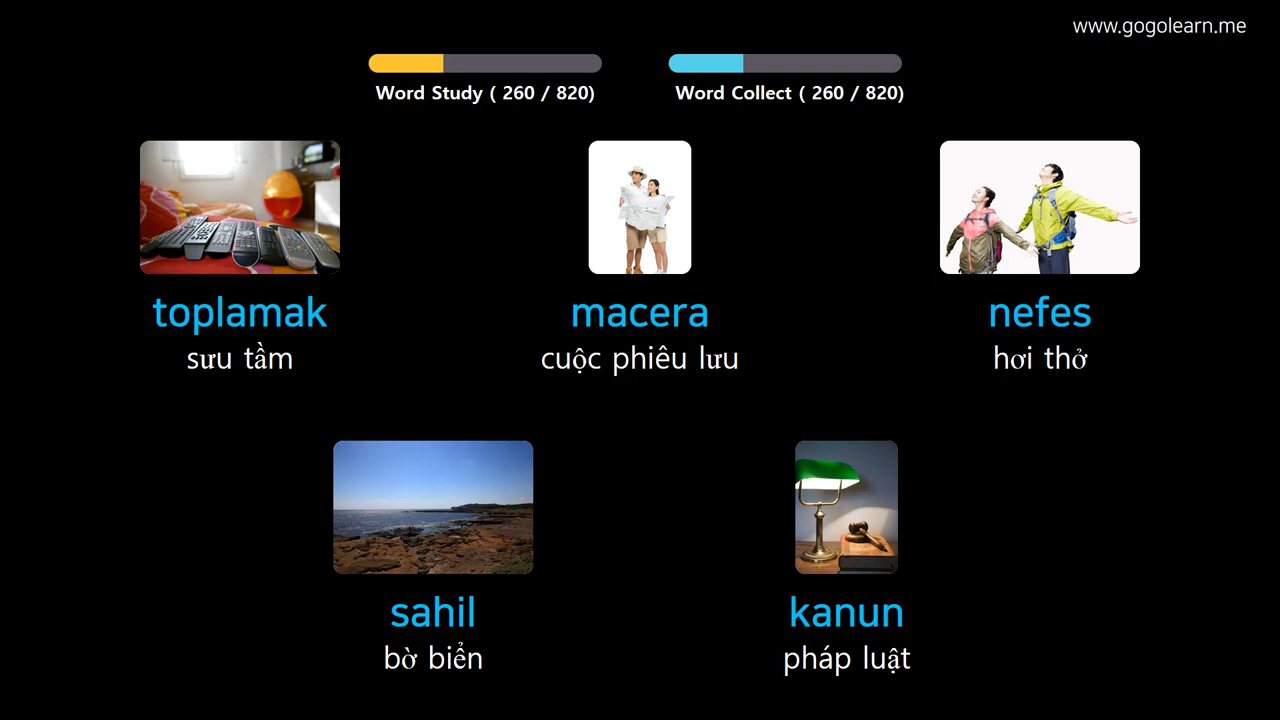 www.gogolearn.me
Word Study ( 260 / 820)
Word Collect ( 260 / 820)
toplamak
sưu tầm
macera
cuộc phiêu lưu
nefes
hơi thở
sahil
bờ biển
kanun
pháp luật